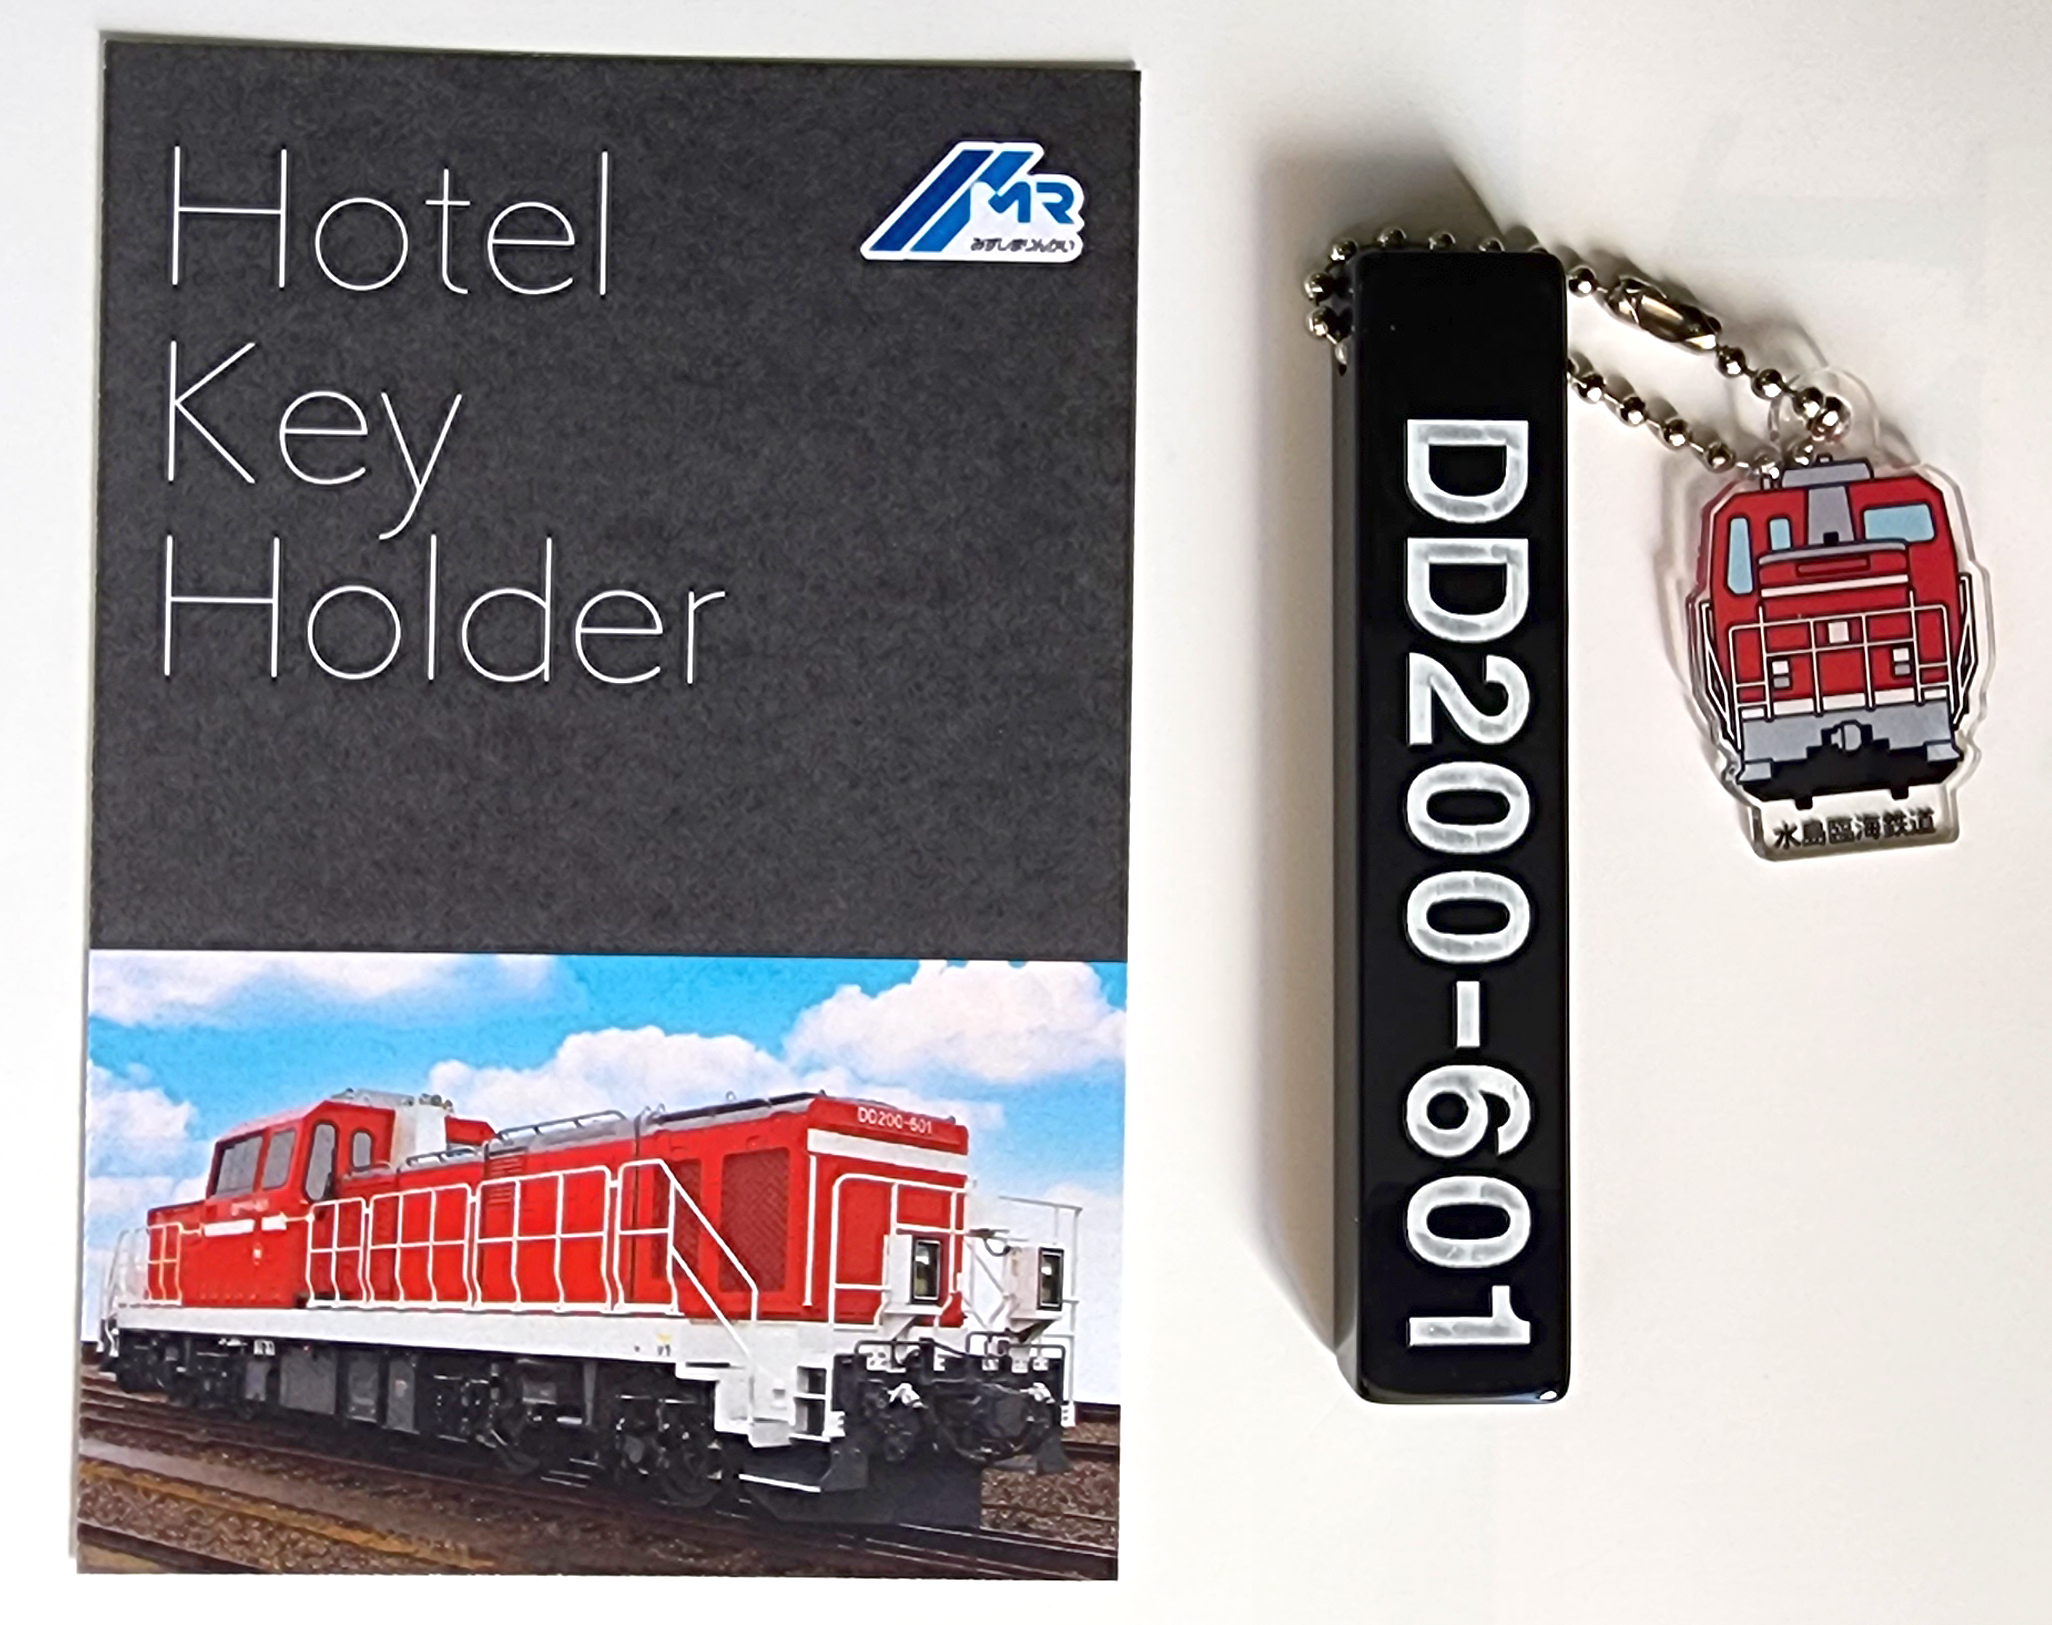 Hotel
Key
Holder
MR
みずしまりんかい
DD200-601
DD200-601
水島臨海鉄道